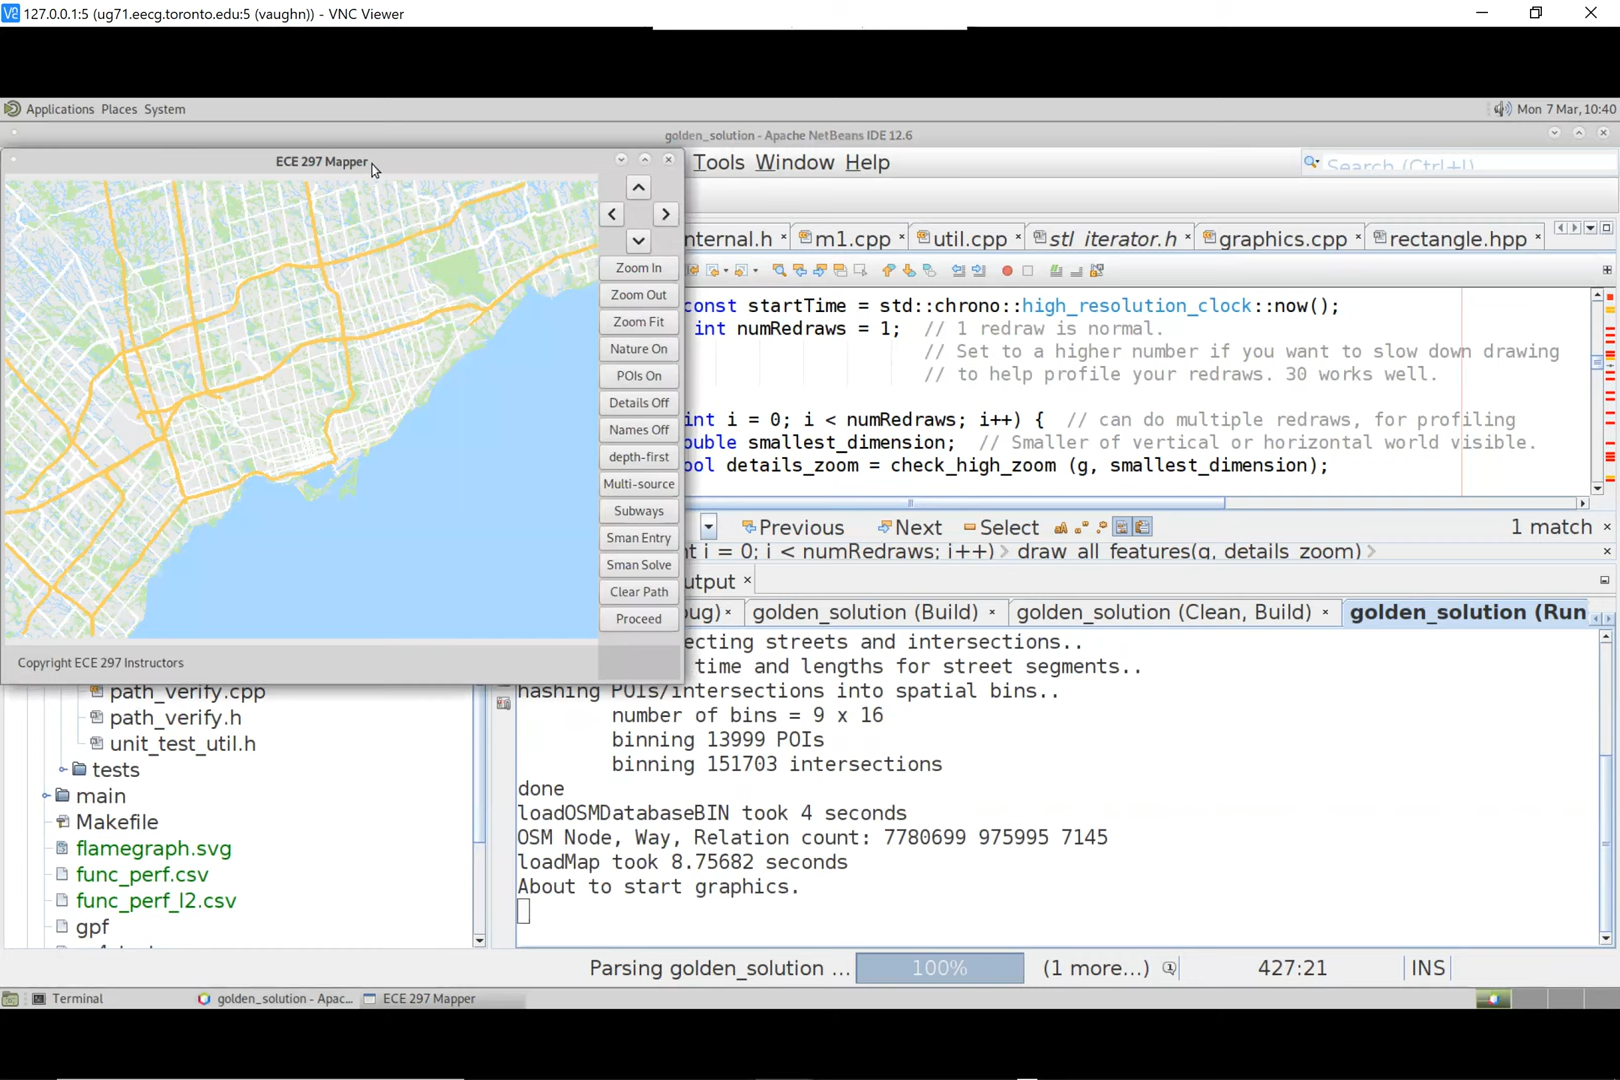 127.0.0.1:5 (ug71.eecg.toronto.edu:5 (vaughn)) - VNC Viewer
Applications Places System
Mon 7 Mar, 10:40
golden_solution - Apache NetBeans IDE 12.6
ECE 297 Mapper
Tools Window Help
Search (Ctrl+I)
Zoom In
Zoom Out
Zoom Fit
Nature On
POIs On
Details Off
Names Off
depth-first
Multi-source
Subways
Sman Entry
Sman Solve
Clear Path
Proceed
Copyright ECE 297 Instructors
nternal.h m1.cpp util.cpp stl_iterator.h graphics.cpp rectangle.hpp
const startTime = std::chrono::high_resolution_clock::now();
int numRedraws = 1; // 1 redraw is normal.
// Set to a higher number if you want to slow down drawing
// to help profile your redraws. 30 works well.
int i = 0; i < numRedraws; i++) { // can do multiple redraws, for profiling
ouble smallest_dimension; // Smaller of vertical or horizontal world visible.
ool details_zoom = check_high_zoom (g, smallest_dimension);
Previous Next Select 1 match
t i = 0; i < numRedraws; i++) draw_all_features(g, details_zoom)
utput
ug) golden_solution (Build) golden_solution (Clean, Build) golden_solution (Run
ecting streets and intersections..
time and lengths for street segments..
hashing POIs/intersections into spatial bins..
number of bins = 9 x 16
binning 13999 POIs
binning 151703 intersections
done
loadOSMDatabaseBIN took 4 seconds
OSM Node, Way, Relation count: 7780699 975995 7145
loadMap took 8.75682 seconds
About to start graphics.
path_verify.cpp
path_verify.h
unit_test_util.h
tests
main
Makefile
flamegraph.svg
func_perf.csv
func_perf_l2.csv
gpf
Parsing golden_solution ... 100% (1 more...) 427:21 INS
Terminal golden_solution - Apac... ECE 297 Mapper